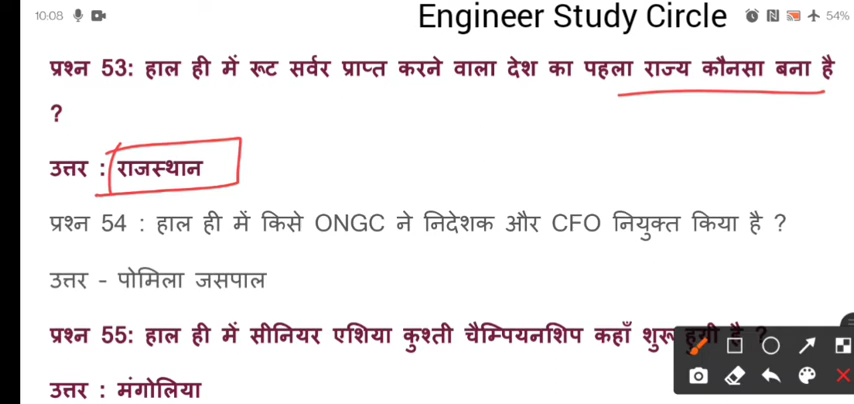 10:08
Engineer Study Circle
54%
प्रश्न 53: हाल ही में रूट सर्वर प्राप्त करने वाला देश का पहला राज्य कौनसा बना है
?
उत्तर : राजस्थान
प्रश्न 54 : हाल ही में किसे ONGC ने निदेशक और CFO नियुक्त किया है ?
उत्तर - पोमिला जसपाल
प्रश्न 55: हाल ही में सीनियर एशिया कुश्ती चैम्पियनशिप कहाँ शुरू हुयी है ?
उत्तर : मंगोलिया